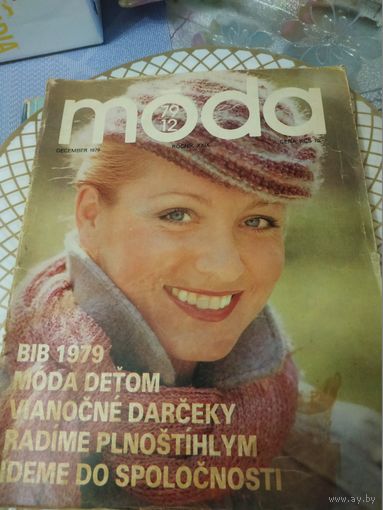 moda
79
12
DECEMBER 1979
ROČNÍK XXIX
BIB 1979
MÓDA DEŤOM
VIANOČNÉ DARČEKY
RADÍME PLNOŠTÍHLYM
IDEME DO SPOLOČNOSTI
www.ay.by